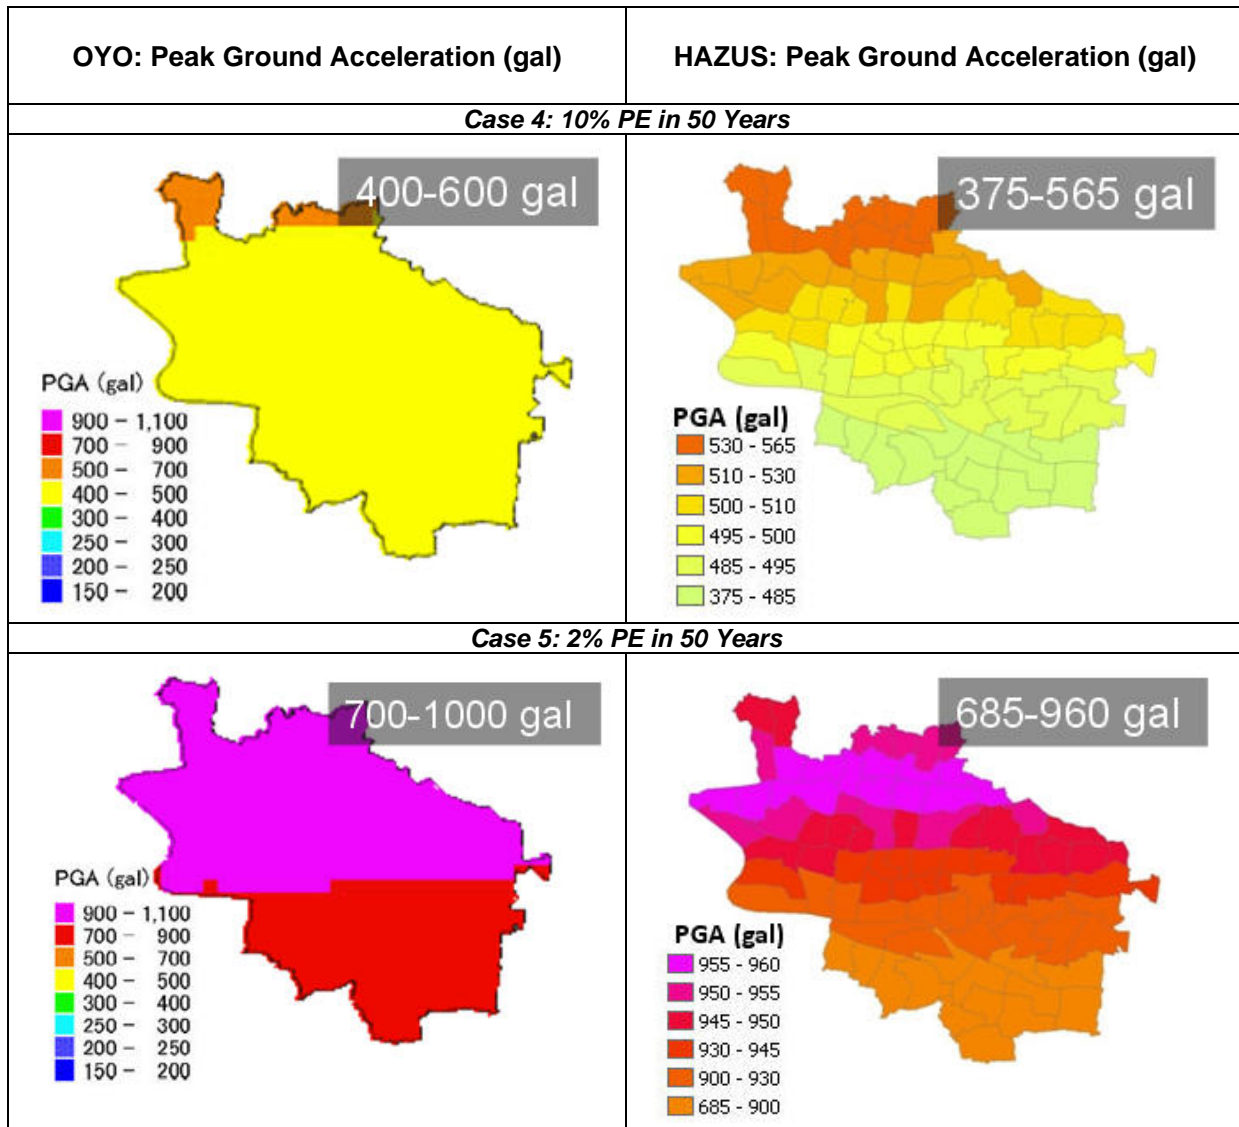 OYO: Peak Ground Acceleration (gal)
HAZUS: Peak Ground Acceleration (gal)
Case 4: 10% PE in 50 Years
400-600 gal
PGA (gal)
900 - 1,100
700 - 900
500 - 700
400 - 500
300 - 400
250 - 300
200 - 250
150 - 200
375-565 gal
PGA (gal)
530 - 565
510 - 530
500 - 510
495 - 500
485 - 495
375 - 485
Case 5: 2% PE in 50 Years
700-1000 gal
PGA (gal)
900 - 1,100
700 - 900
500 - 700
400 - 500
300 - 400
250 - 300
200 - 250
150 - 200
685-960 gal
PGA (gal)
955 - 960
950 - 955
945 - 950
930 - 945
900 - 930
685 - 900